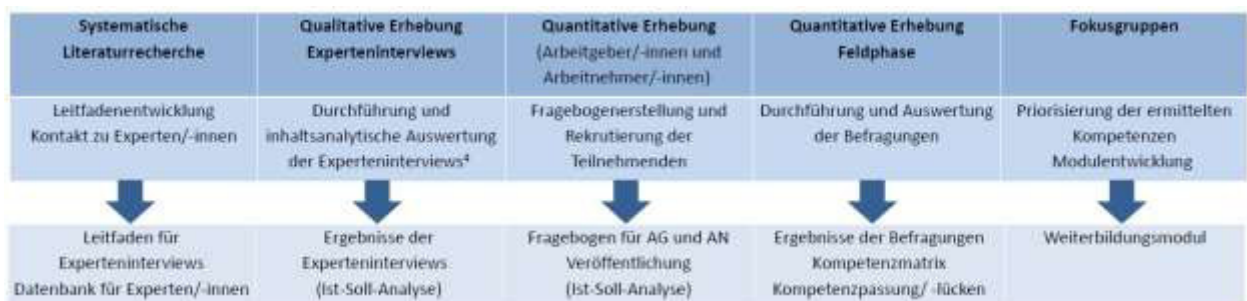 Systematische
Literaturrecherche
Qualitative Erhebung
Experteninterviews
Quantitative Erhebung
(Arbeitgeber/-innen und
Arbeitnehmer/-innen)
Quantitative Erhebung
Feldphase
Fokusgruppen
Leitfadenentwicklung
Kontakt zu Experten/-innen
Durchführung und
inhaltsanalytische Auswertung
der Experteninterviews⁴
Fragebogenerstellung und
Rekrutierung der
Teilnehmenden
Durchführung und Auswertung
der Befragungen
Priorisierung der ermittelten
Kompetenzen
Modulentwicklung
Leitfaden für
Experteninterviews
Datenbank für Experten/-innen
Ergebnisse der
Experteninterviews
(Ist-Soll-Analyse)
Fragebogen für AG und AN
Veröffentlichung
(Ist-Soll-Analyse)
Ergebnisse der Befragungen
Kompetenzmatrix
Kompetenzpassung/ -lücken
Weiterbildungsmodul